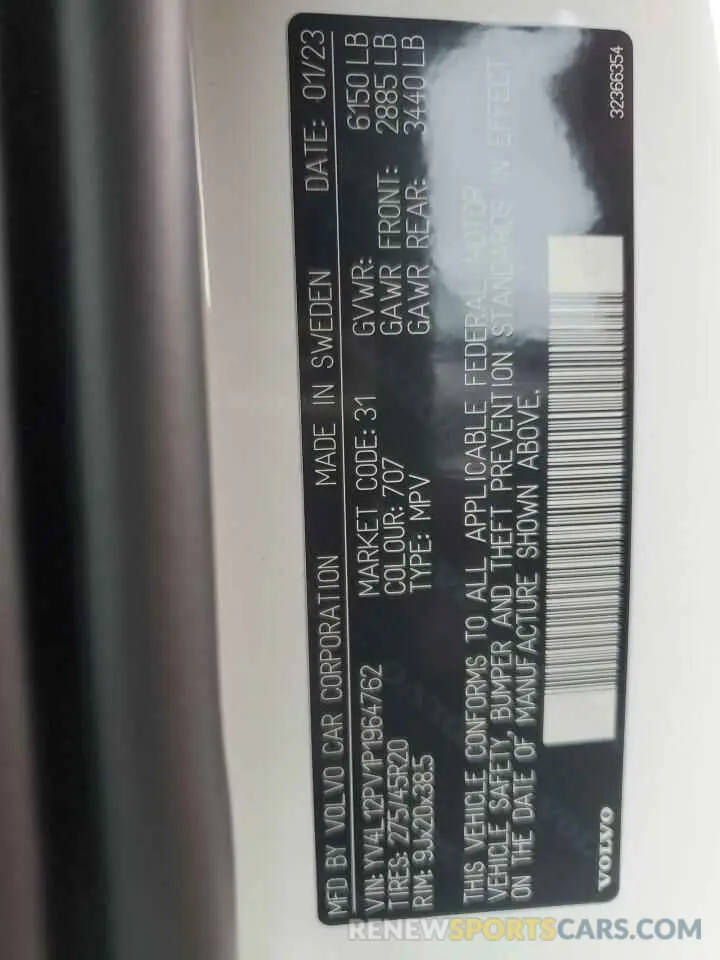 MFD BY VOLVO CAR CORPORATION MADE IN SWEDEN DATE: 01/23
VIN: YV4L12PV1P1964762 MARKET CODE: 31 GVWR: 6150 LB
TIRES: 275/45R20 COLOUR: 707 GAWR FRONT: 2885 LB
RIM: 9Jx20x38.5 TYPE: MPV GAWR REAR: 3440 LB
THIS VEHICLE CONFORMS TO ALL APPLICABLE FEDERAL MOTOR
VEHICLE SAFETY, BUMPER AND THEFT PREVENTION STANDARDS IN EFFECT
ON THE DATE OF MANUFACTURE SHOWN ABOVE.
VOLVO 32366354
RENEWSPORTSCARS.COM